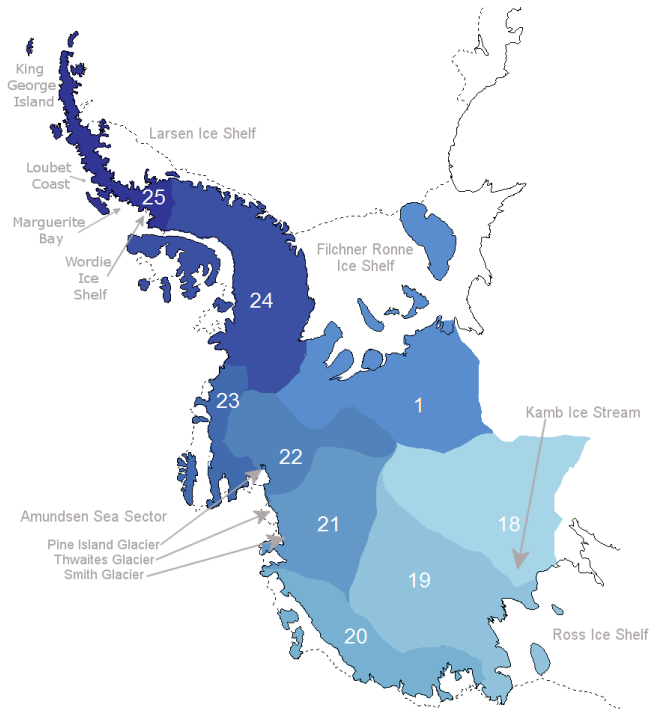 King
George
Island
Larsen Ice Shelf
Loubet
Coast
25
Marguerite
Bay
Wordie
Ice
Shelf
Filchner Ronne
Ice Shelf
24
23
1
Kamb Ice Stream
22
Amundsen Sea Sector
21
18
Pine Island Glacier
Thwaites Glacier
Smith Glacier
19
20
Ross Ice Shelf